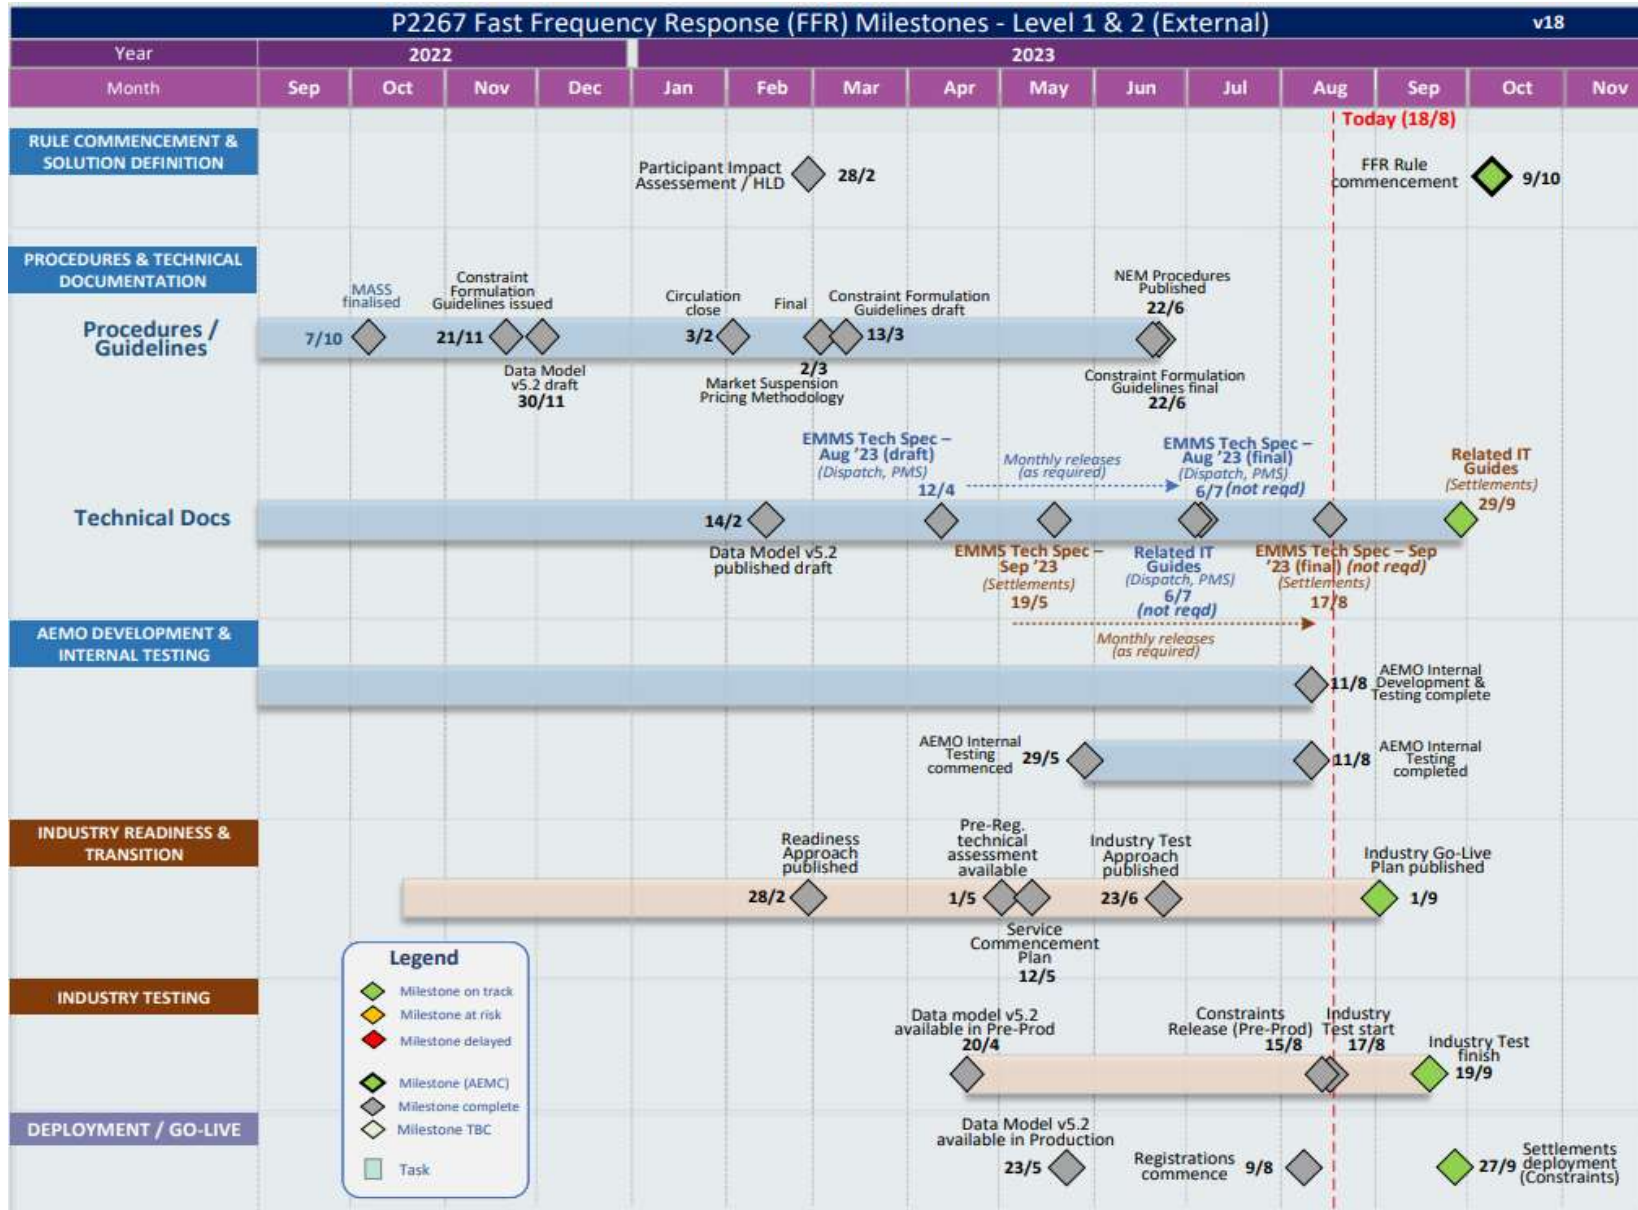 P2267 Fast Frequency Response (FFR) Milestones - Level 1 & 2 (External)
v18
Year
2022
2023
Month
Sep
Oct
Nov
Dec
Jan
Feb
Mar
Apr
May
Jun
Jul
Aug
Sep
Oct
Nov
Today (18/8)
RULE COMMENCEMENT &
SOLUTION DEFINITION
Participant Impact
Assessement / HLD
28/2
FFR Rule
commencement
9/10
PROCEDURES & TECHNICAL
DOCUMENTATION
Procedures /
Guidelines
MASS
finalised
7/10
Constraint
Formulation
Guidelines issued
21/11
Data Model
v5.2 draft
30/11
Circulation
close
3/2
Final
2/3
Market Suspension
Pricing Methodology
Constraint Formulation
Guidelines draft
13/3
NEM Procedures
Published
22/6
Constraint Formulation
Guidelines final
22/6
Technical Docs
14/2
Data Model v5.2
published draft
EMMS Tech Spec –
Aug '23 (draft)
(Dispatch, PMS)
12/4
Monthly releases
(as required)
EMMS Tech Spec –
Aug '23 (final)
(Dispatch, PMS)
6/7 (not reqd)
Related IT
Guides
(Settlements)
29/9
EMMS Tech Spec –
Sep '23
(Settlements)
19/5
Related IT
Guides
(Dispatch, PMS)
6/7
(not reqd)
EMMS Tech Spec – Sep
'23 (final) (not reqd)
(Settlements)
17/8
Monthly releases
(as required)
AEMO DEVELOPMENT &
INTERNAL TESTING
11/8
AEMO Internal
Development &
Testing complete
AEMO Internal
Testing
commenced
29/5
11/8
AEMO Internal
Testing
completed
INDUSTRY READINESS &
TRANSITION
Readiness
Approach
published
28/2
Pre-Reg.
technical
assessment
available
1/5
Service
Commencement
Plan
12/5
Industry Test
Approach
published
23/6
Industry Go-Live
Plan published
1/9
Legend
Milestone on track
Milestone at risk
Milestone delayed
Milestone (AEMC)
Milestone complete
Milestone TBC
Task
INDUSTRY TESTING
Data model v5.2
available in Pre-Prod
20/4
Constraints
Release (Pre-Prod)
15/8
Industry
Test start
17/8
Industry Test
finish
19/9
DEPLOYMENT / GO-LIVE
Data Model v5.2
available in Production
23/5
Registrations
commence
9/8
27/9
Settlements
deployment
(Constraints)